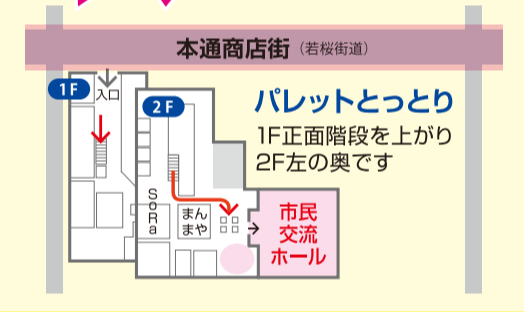 本通商店街（若桜街道）
1F
入口
2F
パレットとっとり
1F正面階段を上がり
2F左の奥です
SoRa
まん
まや
市民
交流
ホール